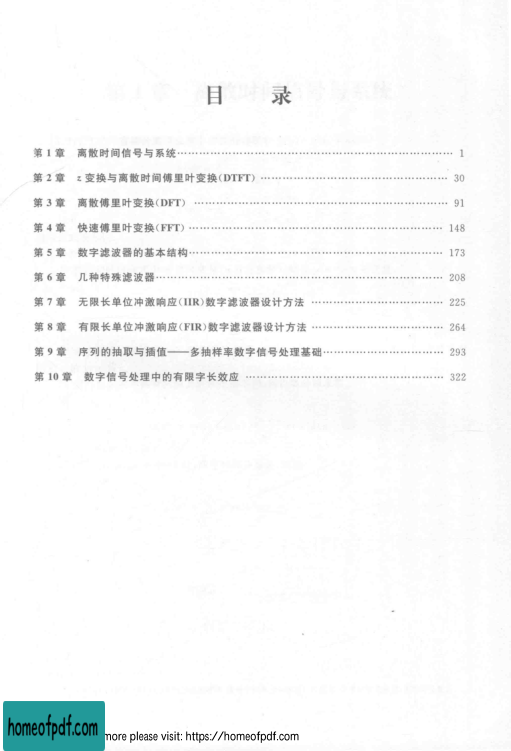 目 录
第 1 章 离散时间信号与系统…………………………………………………………………… 1
第 2 章 z 变换与离散时间傅里叶变换(DTFT) ……………………………………………… 30
第 3 章 离散傅里叶变换(DFT) ……………………………………………………………… 91
第 4 章 快速傅里叶变换(FFT) ……………………………………………………………… 148
第 5 章 数字滤波器的基本结构……………………………………………………………… 173
第 6 章 几种特殊滤波器……………………………………………………………………… 208
第 7 章 无限长单位冲激响应(IIR)数字滤波器设计方法 ………………………………… 225
第 8 章 有限长单位冲激响应(FIR)数字滤波器设计方法 ………………………………… 264
第 9 章 序列的抽取与插值——多抽样率数字信号处理基础……………………………… 293
第 10 章 数字信号处理中的有限字长效应 ………………………………………………… 322
homeofpdf.com
more please visit: https://homeofpdf.com